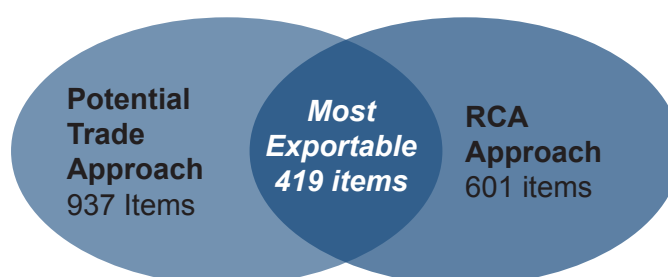 Potential
Trade
Approach
937 Items
Most
Exportable
419 items
RCA
Approach
601 items